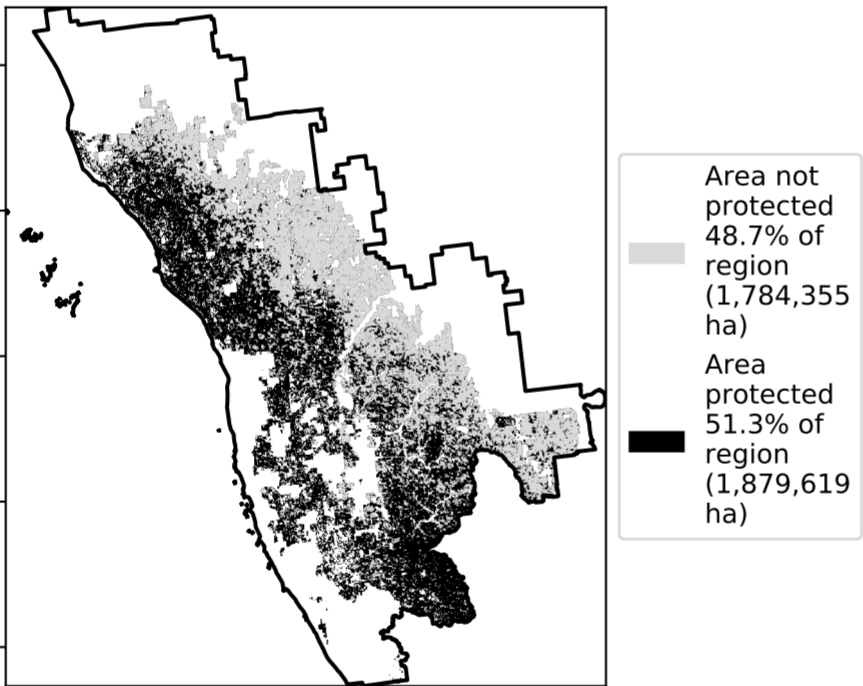 Area not
protected
48.7% of
region
(1,784,355
ha)
Area
protected
51.3% of
region
(1,879,619
ha)